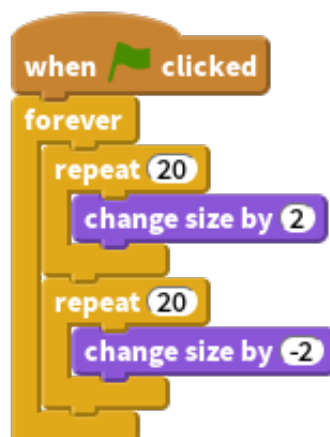 when clicked
forever
repeat 20
change size by 2
repeat 20
change size by -2